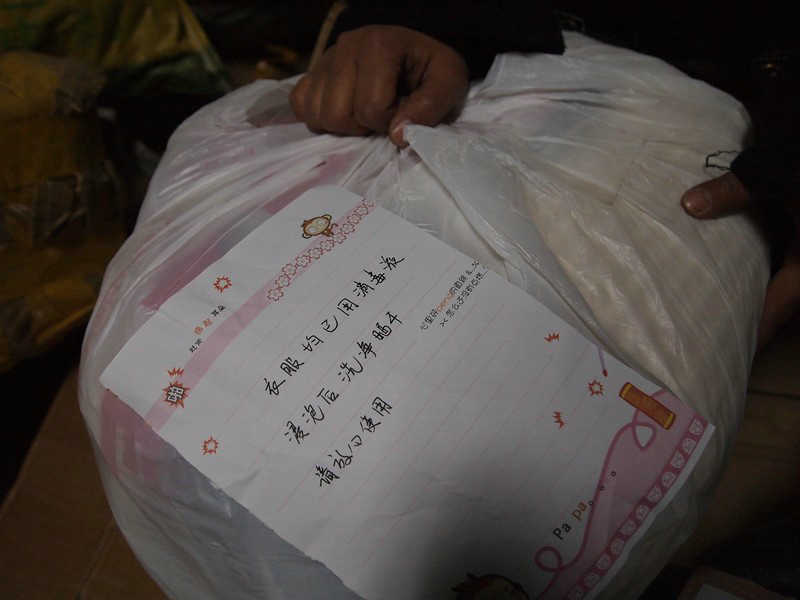 衣服均已用消毒液
浸泡后洗净晒干
请放心使用
Pa pa。。。